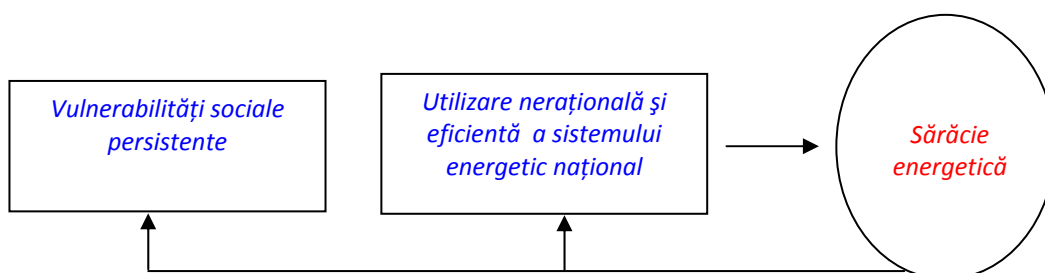 Vulnerabilități sociale
persistente
Utilizare nerațională şi
eficientă a sistemului
energetic național
Sărăcie
energetică